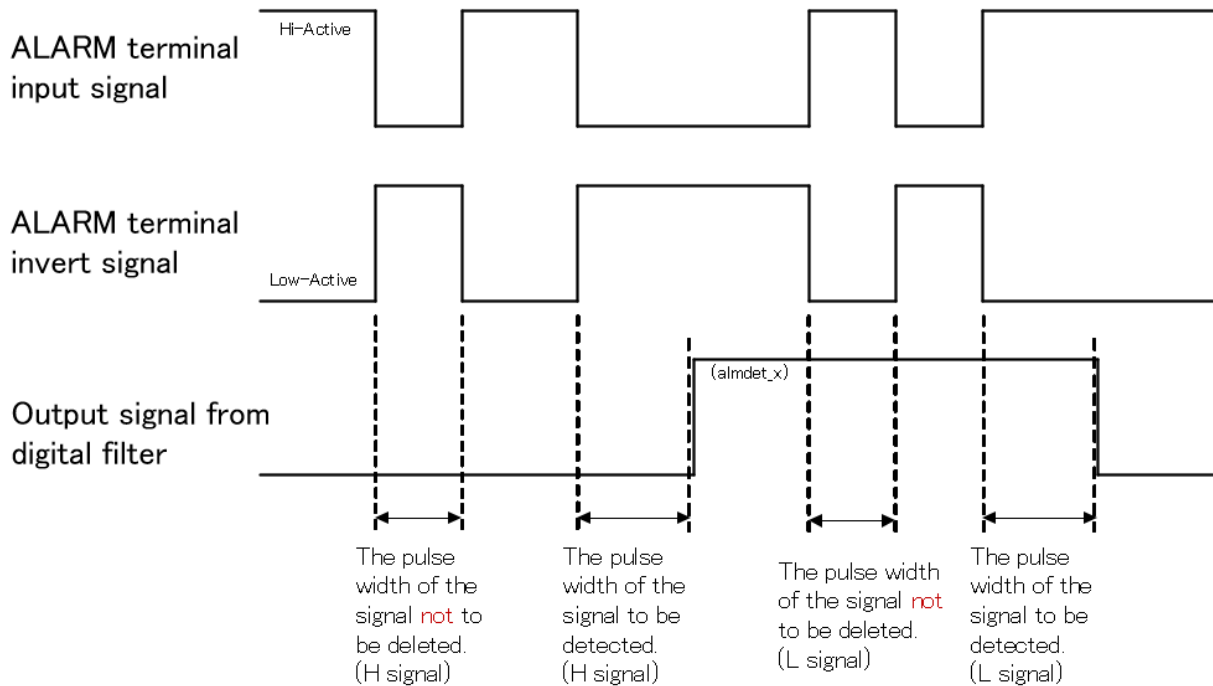 ALARM terminal
input signal
Hi-Active
ALARM terminal
invert signal
Low-Active
Output signal from
digital filter
(almdet_x)
The pulse
width of the
signal not to
be deleted.
(H signal)
The pulse
width of the
signal to be
detected.
(H signal)
The pulse width
of the signal not
to be deleted.
(L signal)
The pulse
width of the
signal to be
detected.
(L signal)